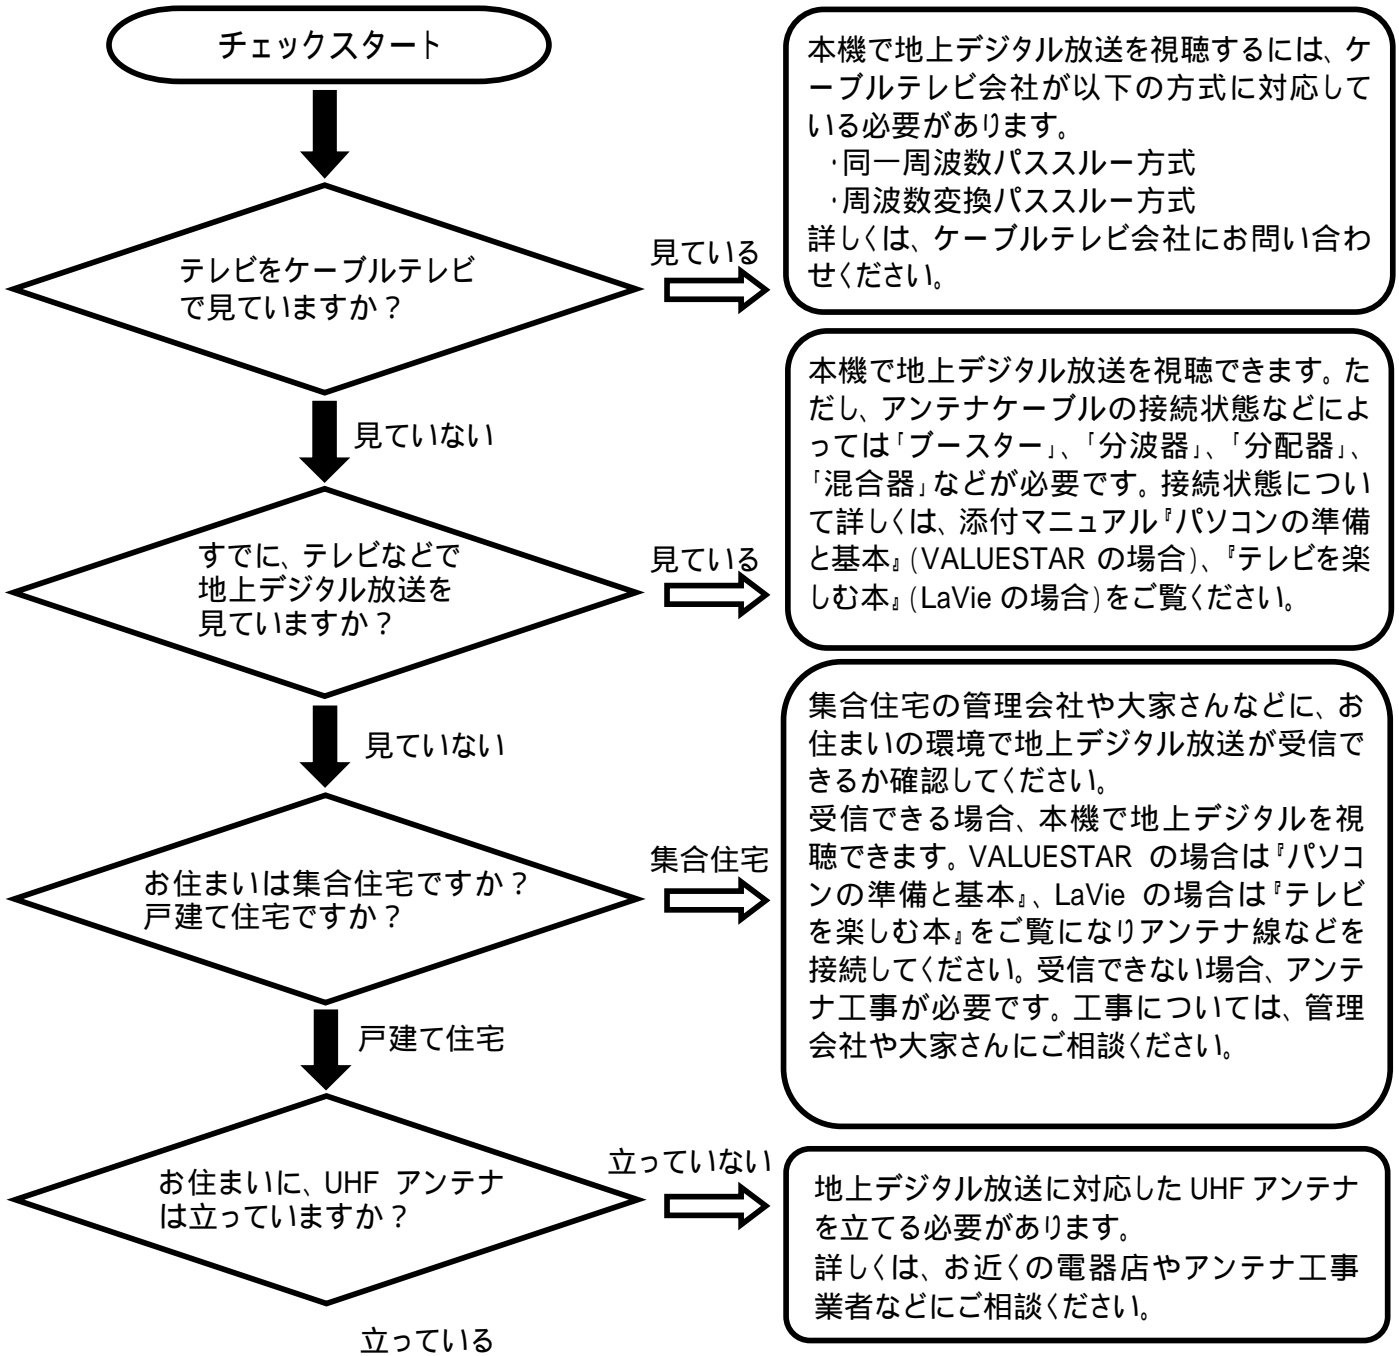 チェックスタート
本機で地上デジタル放送を視聴するには、ケ
ーブルテレビ会社が以下の方式に対応して
いる必要があります。
・同一周波数パススルー方式
・周波数変換パススルー方式
詳しくは、ケーブルテレビ会社にお問い合わ
せください。
テレビをケーブルテレビ
で見ていますか？
見ている
見ていない
本機で地上デジタル放送を視聴できます。た
だし、アンテナケーブルの接続状態などによ
っては「ブースター」、「分波器」、「分配器」、
「混合器」などが必要です。接続状態につい
て詳しくは、添付マニュアル『パソコンの準備
と基本』(VALUESTAR の場合)、『テレビを楽
しむ本』(LaVie の場合)をご覧ください。
すでに、テレビなどで
地上デジタル放送を
見ていますか？
見ている
見ていない
集合住宅の管理会社や大家さんなどに、お
住まいの環境で地上デジタル放送が受信で
きるか確認してください。
受信できる場合、本機で地上デジタルを視
聴できます。VALUESTAR の場合は『パソコ
ンの準備と基本』、LaVie の場合は『テレビ
を楽しむ本』をご覧になりアンテナ線などを
接続してください。受信できない場合、アンテ
ナ工事が必要です。工事については、管理
会社や大家さんにご相談ください。
お住まいは集合住宅ですか？
戸建て住宅ですか？
集合住宅
戸建て住宅
お住まいに、UHF アンテナ
は立っていますか？
立っていない
地上デジタル放送に対応した UHF アンテナ
を立てる必要があります。
詳しくは、お近くの電器店やアンテナ工事
業者などにご相談ください。
立っている